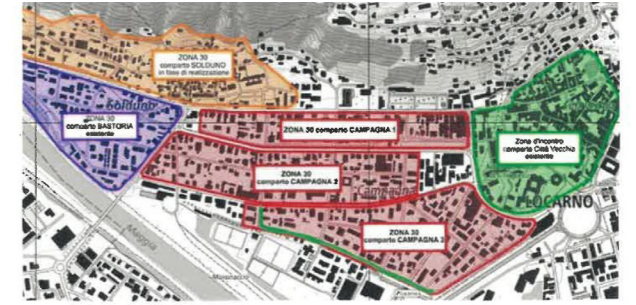 ZONA 30
comparto SOLDUNO
in fase di realizzazione
Solduno
ZONA 30
comparto BASTORIA
esistente
ZONA 30 comparto CAMPAGNA 1
Zona d'incontro
comparto Città Vecchia
esistente
ZONA 30
comparto CAMPAGNA 2
Campagna
LOCARNO
ZONA 30
comparto CAMPAGNA 3
Maggia